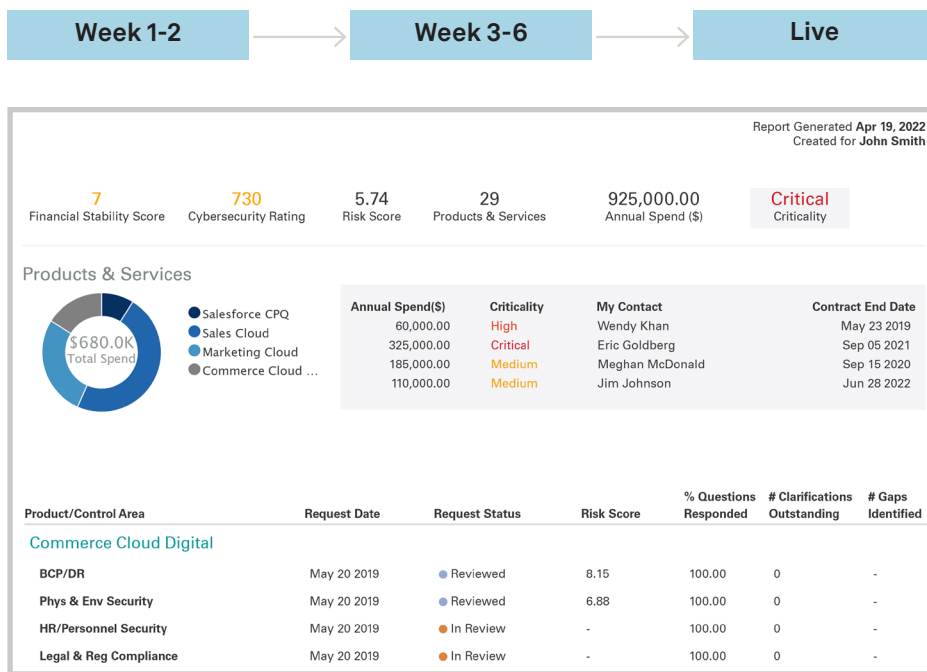 Week 1-2 Week 3-6 Live
Report Generated Apr 19, 2022
Created for John Smith
7 730 5.74 29 925,000.00 Critical
Financial Stability Score Cybersecurity Rating Risk Score Products & Services Annual Spend ($) Criticality
Products & Services
$680.0K
Total Spend
Salesforce CPQ
Sales Cloud
Marketing Cloud
Commerce Cloud ...
Annual Spend($) Criticality My Contact Contract End Date
60,000.00 High Wendy Khan May 23 2019
325,000.00 Critical Eric Goldberg Sep 05 2021
185,000.00 Medium Meghan McDonald Sep 15 2020
110,000.00 Medium Jim Johnson Jun 28 2022
% Questions # Clarifications # Gaps
Product/Control Area Request Date Request Status Risk Score Responded Outstanding Identified
Commerce Cloud Digital
BCP/DR May 20 2019 Reviewed 8.15 100.00 0 -
Phys & Env Security May 20 2019 Reviewed 6.88 100.00 0 -
HR/Personnel Security May 20 2019 In Review - 100.00 0 -
Legal & Reg Compliance May 20 2019 In Review - 100.00 0 -